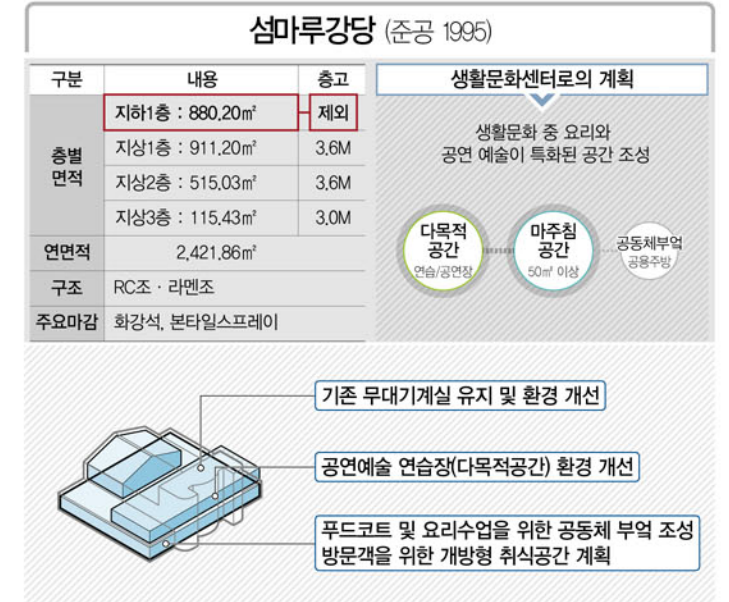 섬마루강당 (준공 1995)
구분 내용 층고
층별 면적
지하1층 : 880.20㎡ 제외
지상1층 : 911.20㎡ 3.6M
지상2층 : 515.03㎡ 3.6M
지상3층 : 115.43㎡ 3.0M
연면적 2,421.86㎡
구조 RC조 · 라멘조
주요마감 화강석, 본타일스프레이
생활문화센터로의 계획
생활문화 중 요리와
공연 예술이 특화된 공간 조성
다목적
공간
연습/공연장
마주침
공간
50㎡ 이상
공동체부엌
공용주방
기존 무대기계실 유지 및 환경 개선
공연예술 연습장(다목적공간) 환경 개선
푸드코트 및 요리수업을 위한 공동체 부엌 조성
방문객을 위한 개방형 취식공간 계획